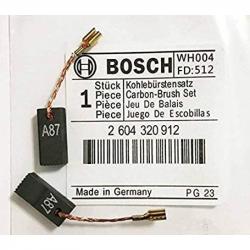 BOSCH
WH004
FD:512
1
Stück Kohlebürstensatz
Piece Carbon-Brush Set
Pièce Jeu De Balais
Pieza Juego De Escobillas
2 604 320 912
A87
A87
Made in Germany
PG 23